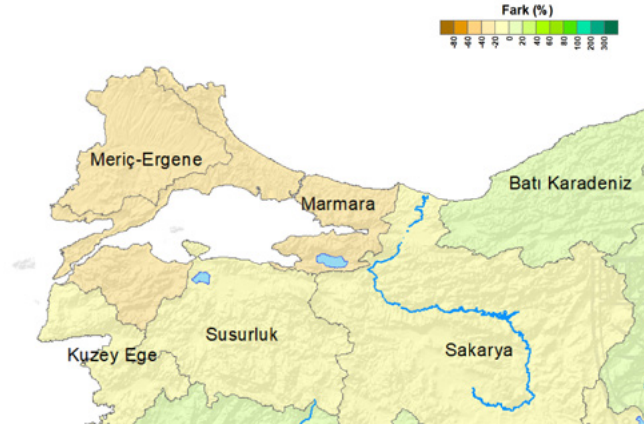 Fark (%)
-80 -60 -40 -20 0 20 40 60 80 100 200 300
Meriç-Ergene
Marmara
Batı Karadeniz
Susurluk
Kuzey Ege
Sakarya